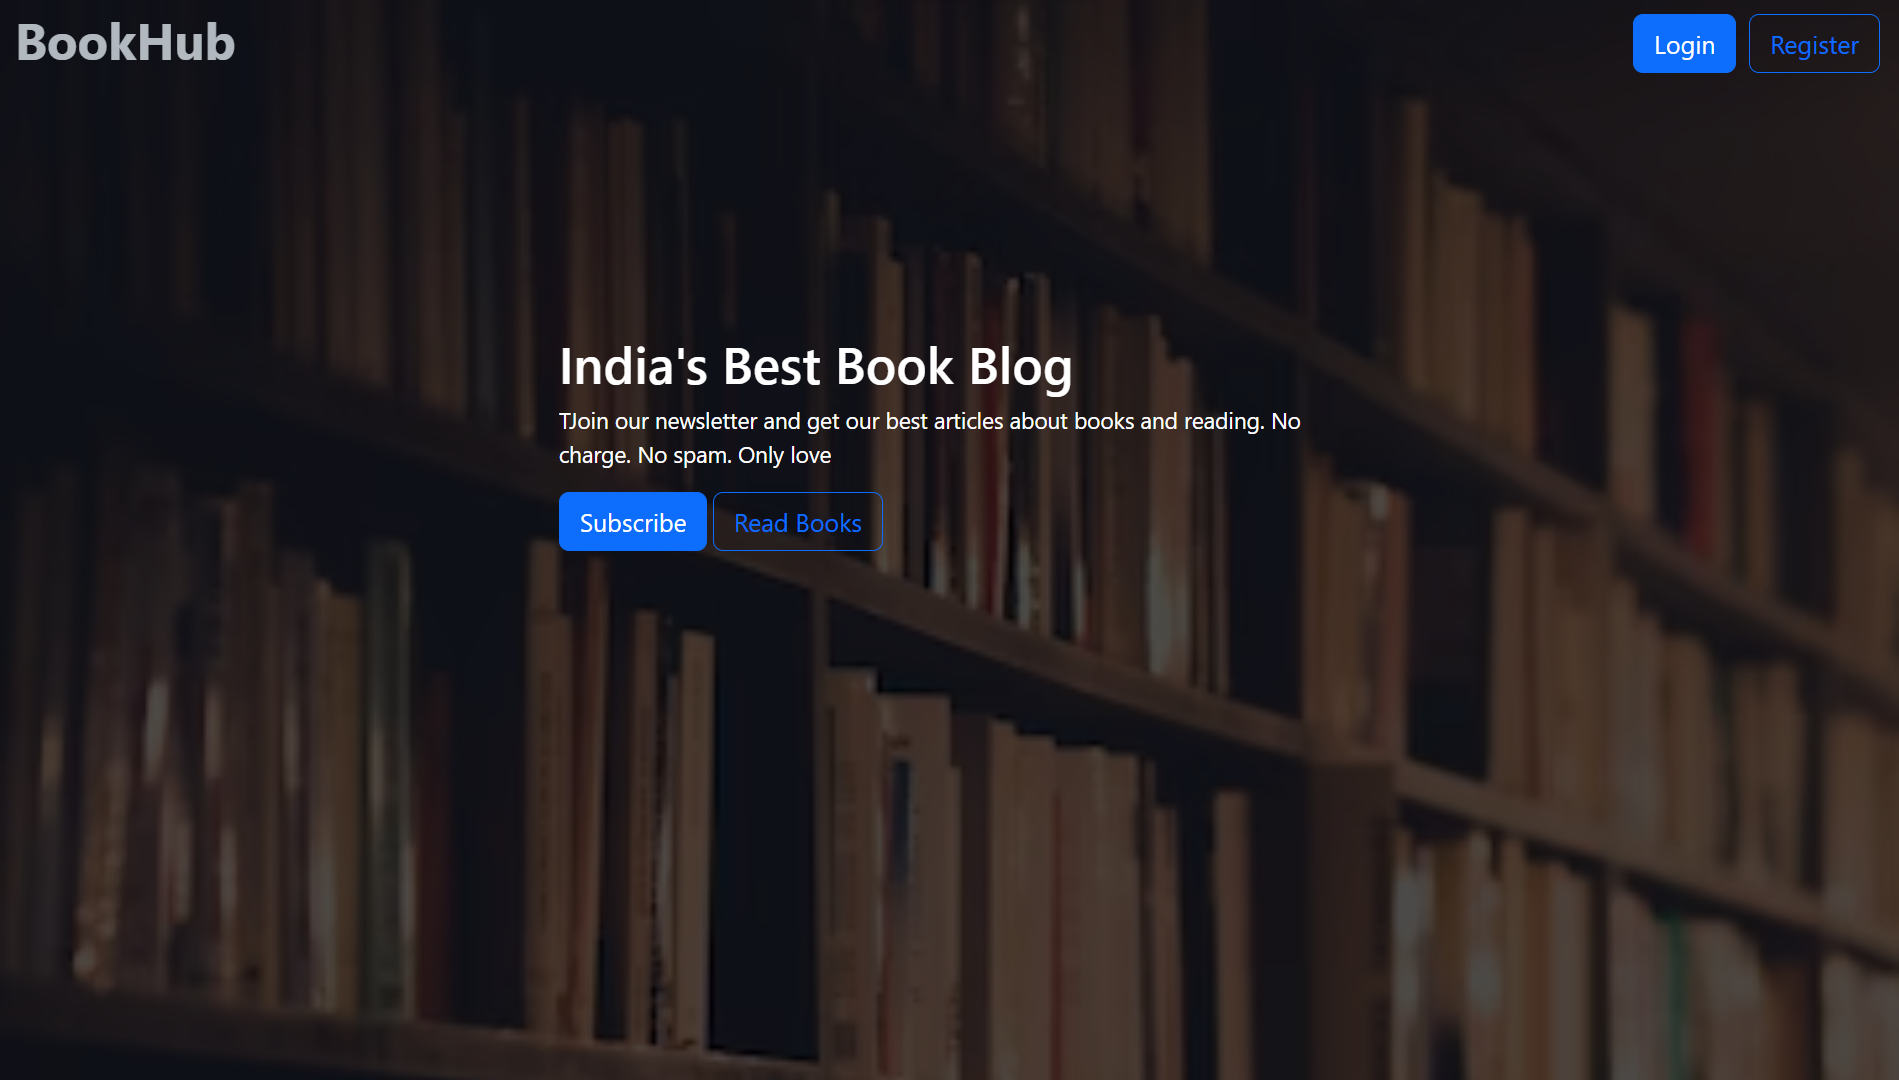 BookHub
Login
Register
India's Best Book Blog
TJoin our newsletter and get our best articles about books and reading. No
charge. No spam. Only love
Subscribe
Read Books